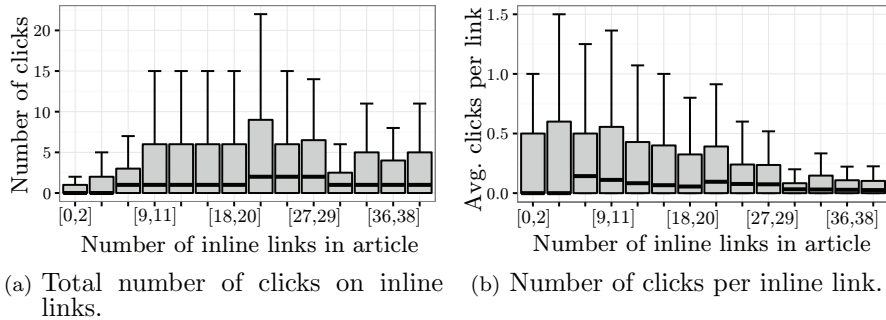 Number of clicks
20
15
10
5
0
[0,2] [9,11] [18,20] [27,29] [36,38]
Number of inline links in article
(a) Total number of clicks on inline
links.
Avg. clicks per link
1.5
1.0
0.5
0.0
[0,2] [9,11] [18,20] [27,29] [36,38]
Number of inline links in article
(b) Number of clicks per inline link.